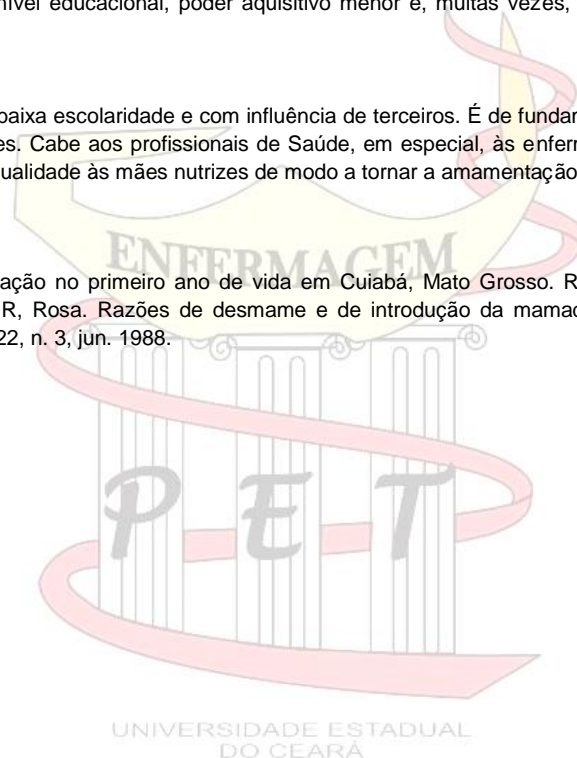 nível educacional, poder aquisitivo menor e, muitas vezes,
baixa escolaridade e com influência de terceiros. É de fundar
es. Cabe aos profissionais de Saúde, em especial, às enferr
ualidade às mães nutrizes de modo a tornar a amamentação
ENFERMAGEM
ação no primeiro ano de vida em Cuiabá, Mato Grosso. R
R, Rosa. Razões de desmame e de introdução da mamac
22, n. 3, jun. 1988.
P E T
UNIVERSIDADE ESTADUAL
DO CEARÁ